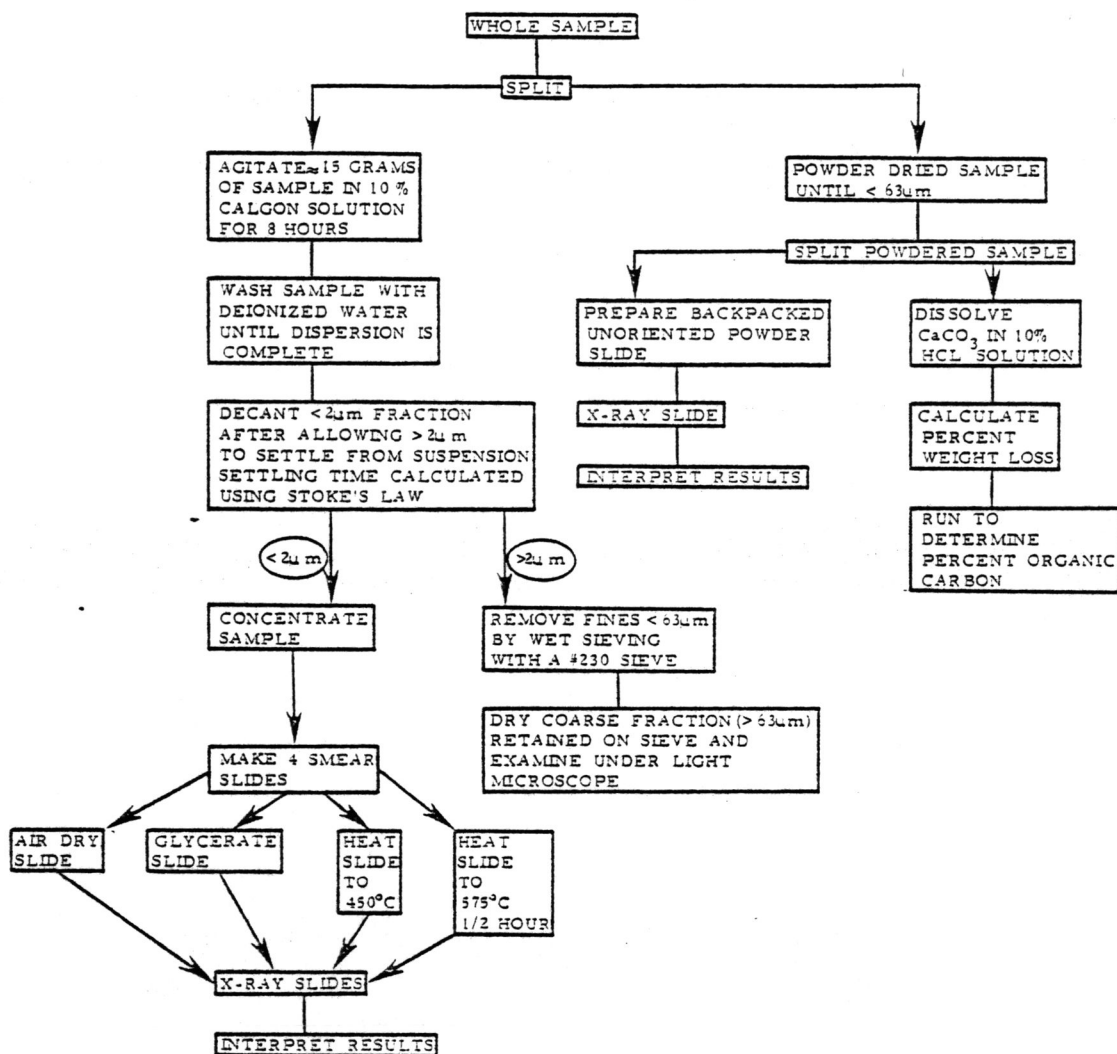 WHOLE SAMPLE
SPLIT
AGITATE≈15 GRAMS
OF SAMPLE IN 10 %
CALGON SOLUTION
FOR 8 HOURS
WASH SAMPLE WITH
DEIONIZED WATER
UNTIL DISPERSION IS
COMPLETE
DECANT <2um FRACTION
AFTER ALLOWING >2u m
TO SETTLE FROM SUSPENSION
SETTLING TIME CALCULATED
USING STOKE'S LAW
<2u m
>2u m
CONCENTRATE
SAMPLE
REMOVE FINES <63um
BY WET SIEVING
WITH A #230 SIEVE
DRY COARSE FRACTION (> 63um)
RETAINED ON SIEVE AND
EXAMINE UNDER LIGHT
MICROSCOPE
MAKE 4 SMEAR
SLIDES
AIR DRY
SLIDE
GLYCERATE
SLIDE
HEAT
SLIDE
TO
450°C
HEAT
SLIDE
TO
575°C
1/2 HOUR
X-RAY SLIDES
INTERPRET RESULTS
POWDER DRIED SAMPLE
UNTIL < 63um
SPLIT POWDERED SAMPLE
PREPARE BACKPACKED
UNORIENTED POWDER
SLIDE
X-RAY SLIDE
INTERPRET RESULTS
DISSOLVE
CaCO3 IN 10%
HCL SOLUTION
CALCULATE
PERCENT
WEIGHT LOSS
RUN TO
DETERMINE
PERCENT ORGANIC
CARBON